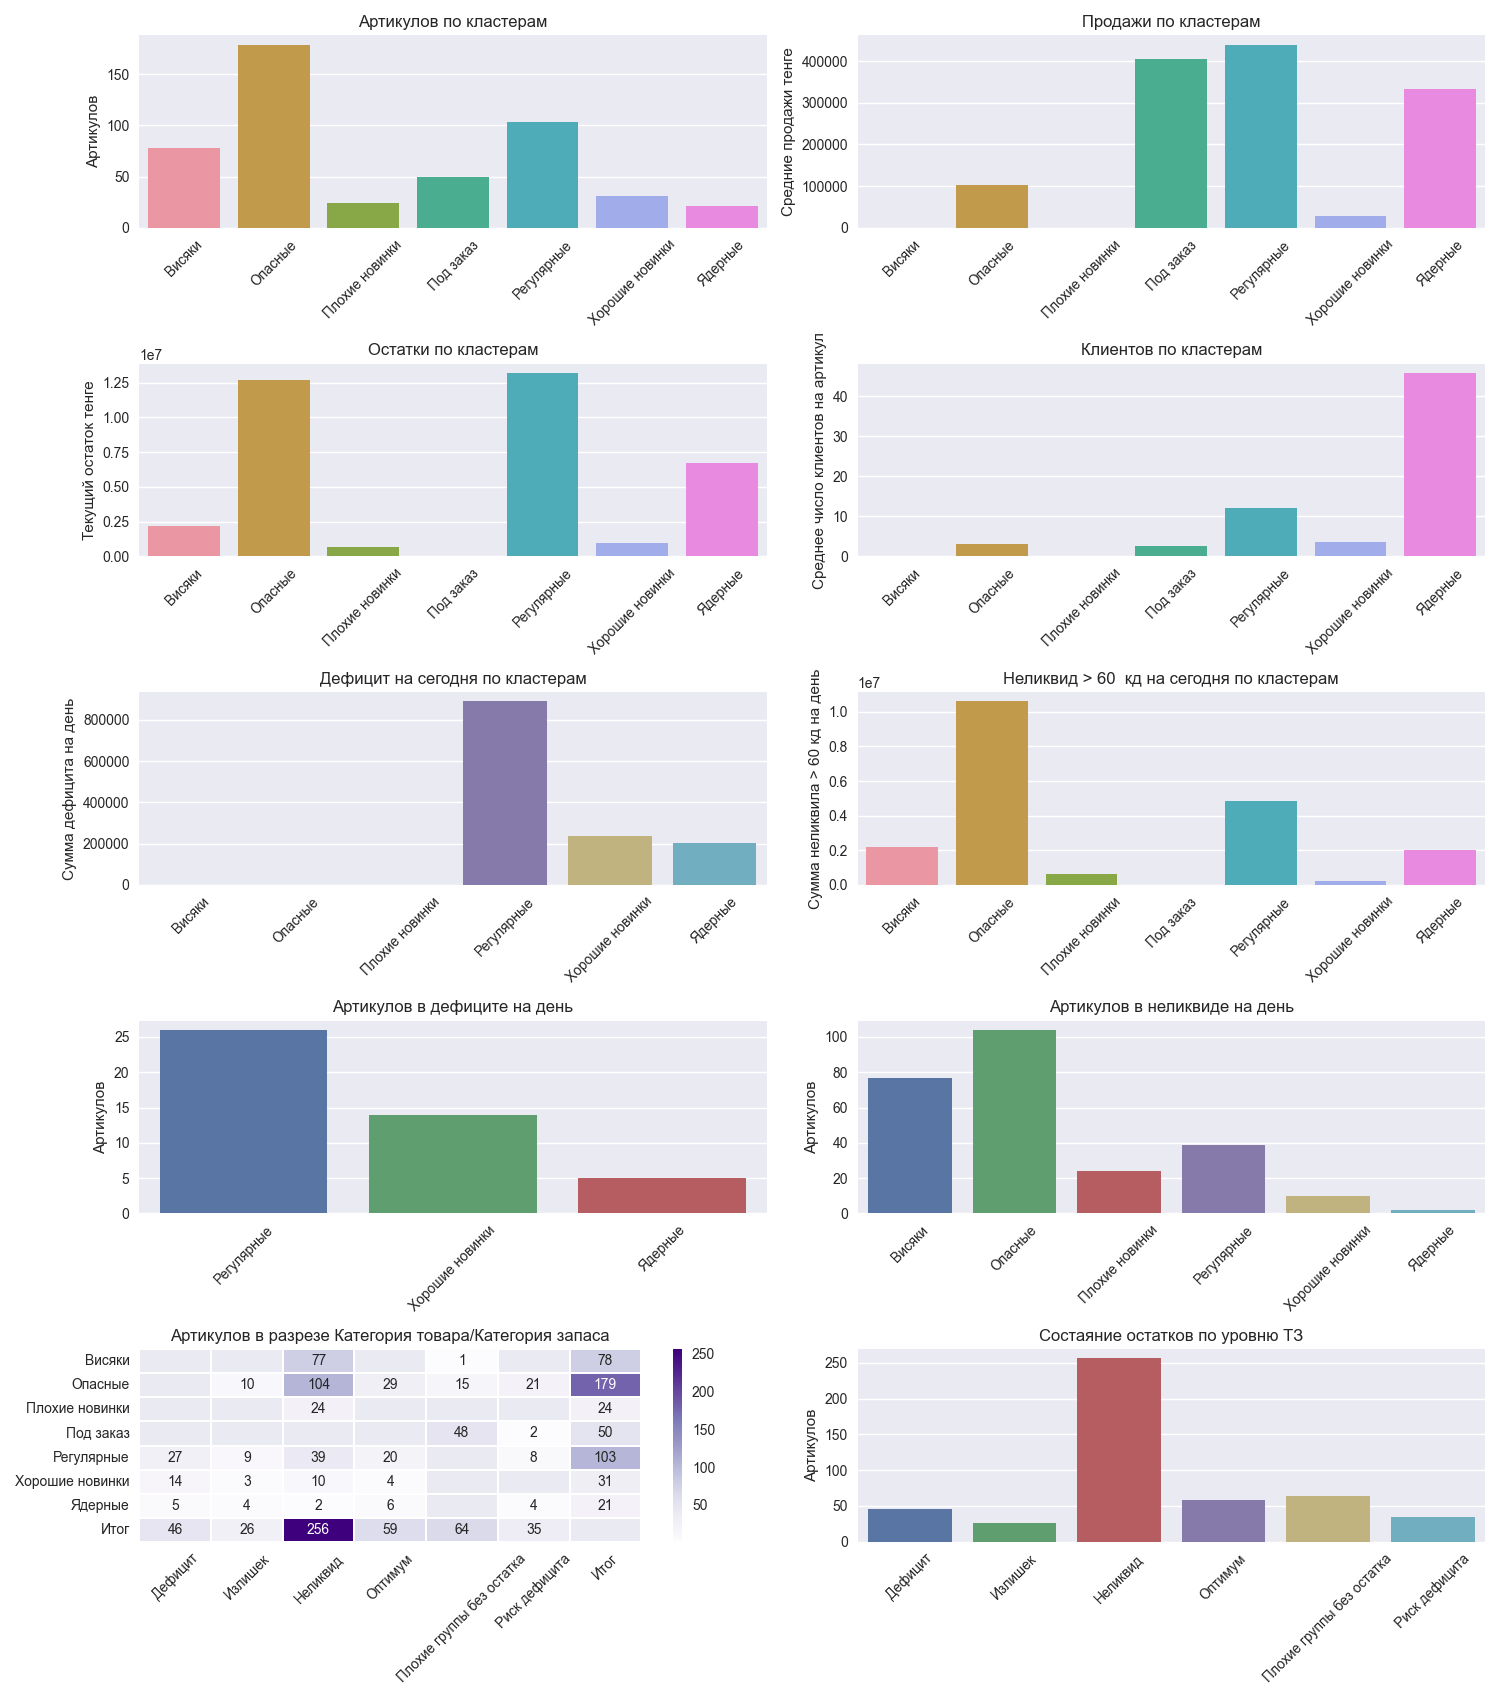 Артикулов по кластерам
Артикулов
150
100
50
0
Висяки
Опасные
Плохие новинки
Под заказ
Регулярные
Хорошие новинки
Ядерные
Продажи по кластерам
Средние продажи тенге
400000
300000
200000
100000
0
Висяки
Опасные
Плохие новинки
Под заказ
Регулярные
Хорошие новинки
Ядерные
Остатки по кластерам
1e7
Текущий остаток тенге
1.25
1.00
0.75
0.50
0.25
0.00
Висяки
Опасные
Плохие новинки
Под заказ
Регулярные
Хорошие новинки
Ядерные
Клиентов по кластерам
Среднее число клиентов на артикул
40
30
20
10
0
Висяки
Опасные
Плохие новинки
Под заказ
Регулярные
Хорошие новинки
Ядерные
Дефицит на сегодня по кластерам
Сумма дефицита на день
800000
600000
400000
200000
0
Висяки
Опасные
Плохие новинки
Регулярные
Хорошие новинки
Ядерные
Неликвид > 60 кд на сегодня по кластерам
1e7
Сумма неликвипа > 60 кд на день
1.0
0.8
0.6
0.4
0.2
0.0
Висяки
Опасные
Плохие новинки
Под заказ
Регулярные
Хорошие новинки
Ядерные
Артикулов в дефиците на день
Артикулов
25
20
15
10
5
0
Регулярные
Хорошие новинки
Ядерные
Артикулов в неликвиде на день
Артикулов
100
80
60
40
20
0
Висяки
Опасные
Плохие новинки
Регулярные
Хорошие новинки
Ядерные
Артикулов в разрезе Категория товара/Категория запаса
Висяки 77 1 78
Опасные 10 104 29 15 21 179
Плохие новинки 24 24
Под заказ 48 2 50
Регулярные 27 9 39 20 8 103
Хорошие новинки 14 3 10 4 31
Ядерные 5 4 2 6 4 21
Итог 46 26 256 59 64 35
Дефицит
Излишек
Неликвид
Оптимум
Плохие группы без остатка
Риск дефицита
Итог
250
200
150
100
50
Состаяние остатков по уровню ТЗ
Артикулов
250
200
150
100
50
0
Дефицит
Излишек
Неликвид
Оптимум
Плохие группы без остатка
Риск дефицита